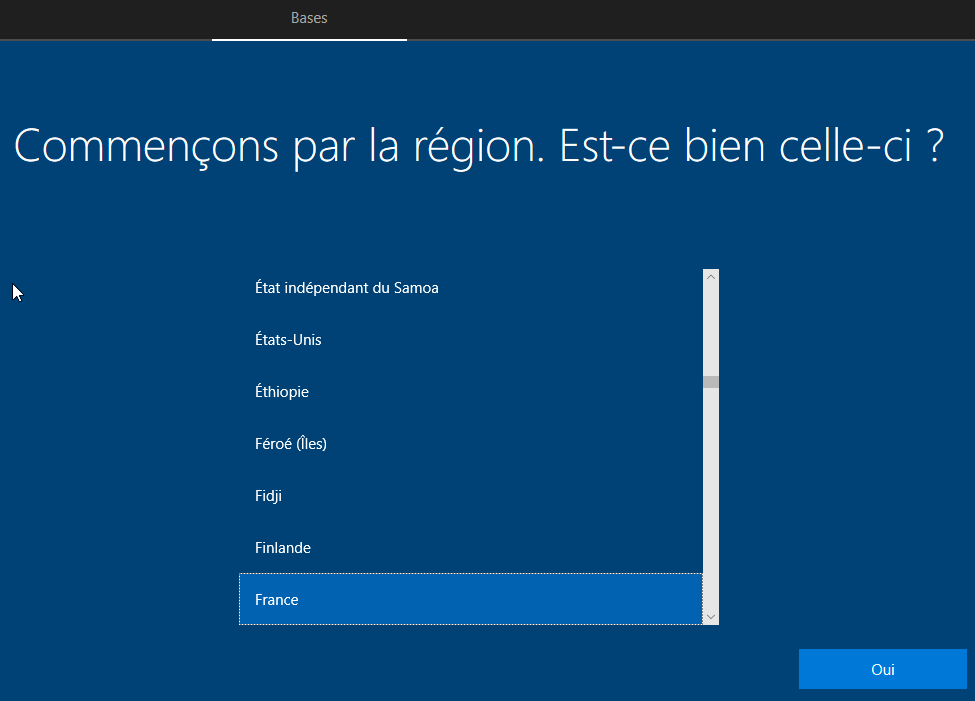 Bases
Commençons par la région. Est-ce bien celle-ci ?
État indépendant du Samoa
États-Unis
Éthiopie
Féroé (Îles)
Fidji
Finlande
France
Oui